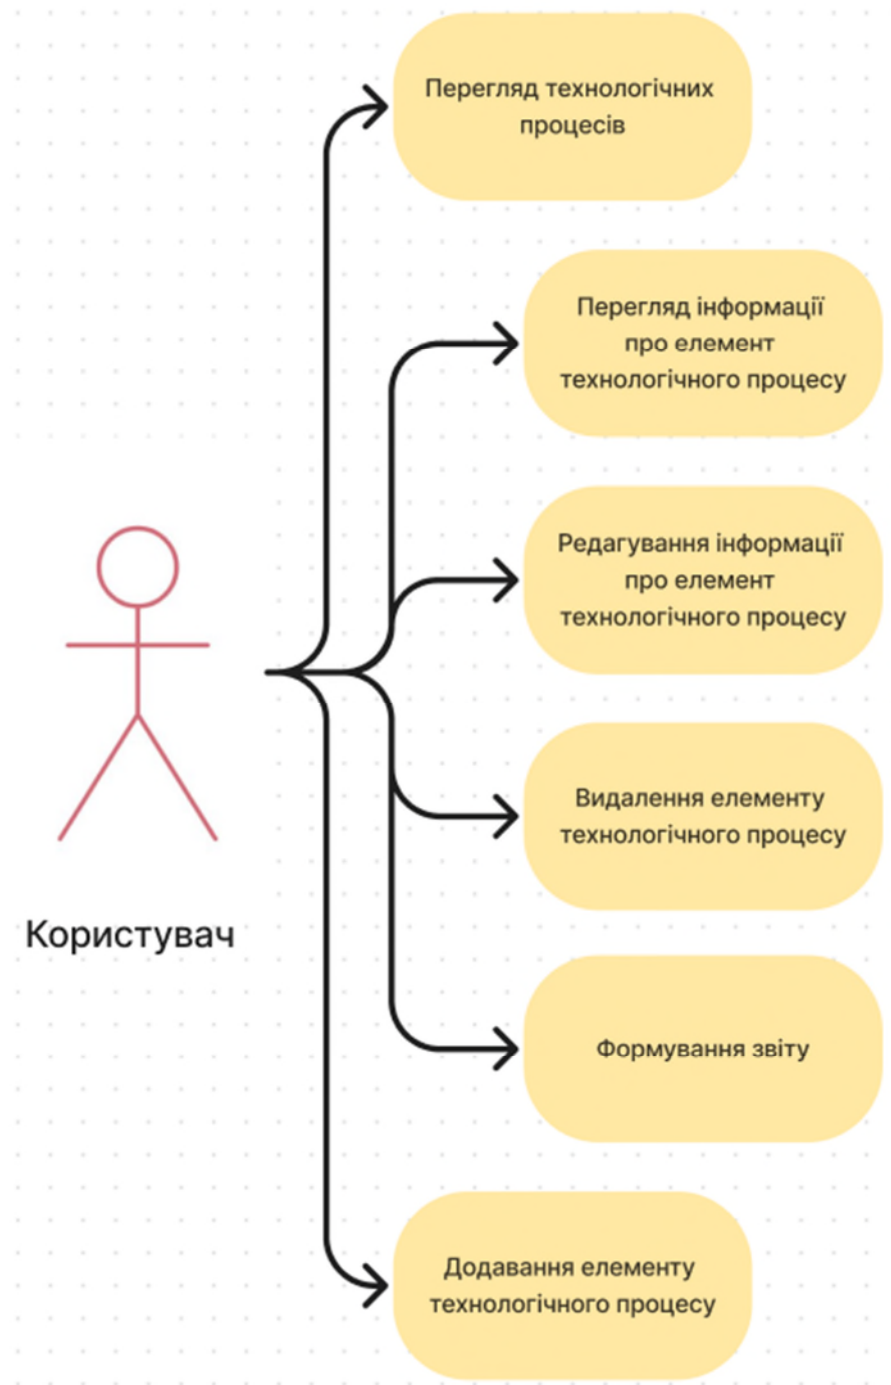 Перегляд технологічних
процесів
Перегляд інформації
про елемент
технологічного процесу
Редагування інформації
про елемент
технологічного процесу
Видалення елементу
технологічного процесу
Користувач
Формування звіту
Додавання елементу
технологічного процесу